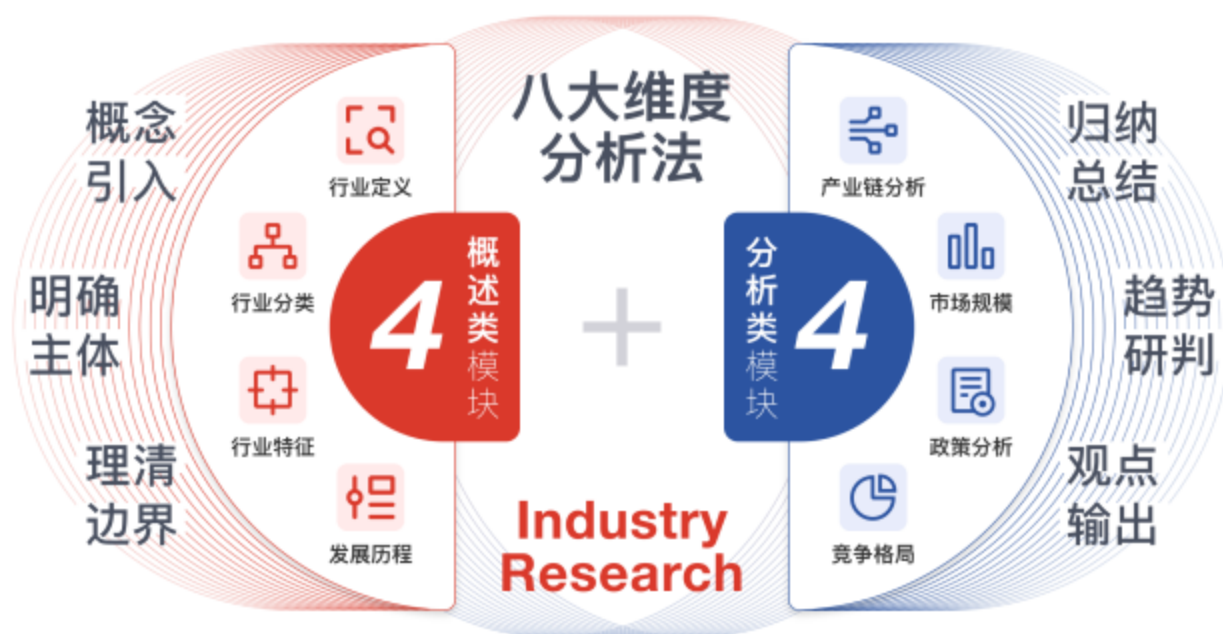 八大维度
分析法
概念
引入
明确
主体
理清
边界
行业定义
行业分类
行业特征
发展历程
4
概述类模块
分析类模块
4
产业链分析
市场规模
政策分析
竞争格局
归纳
总结
趋势
研判
观点
输出
Industry
Research